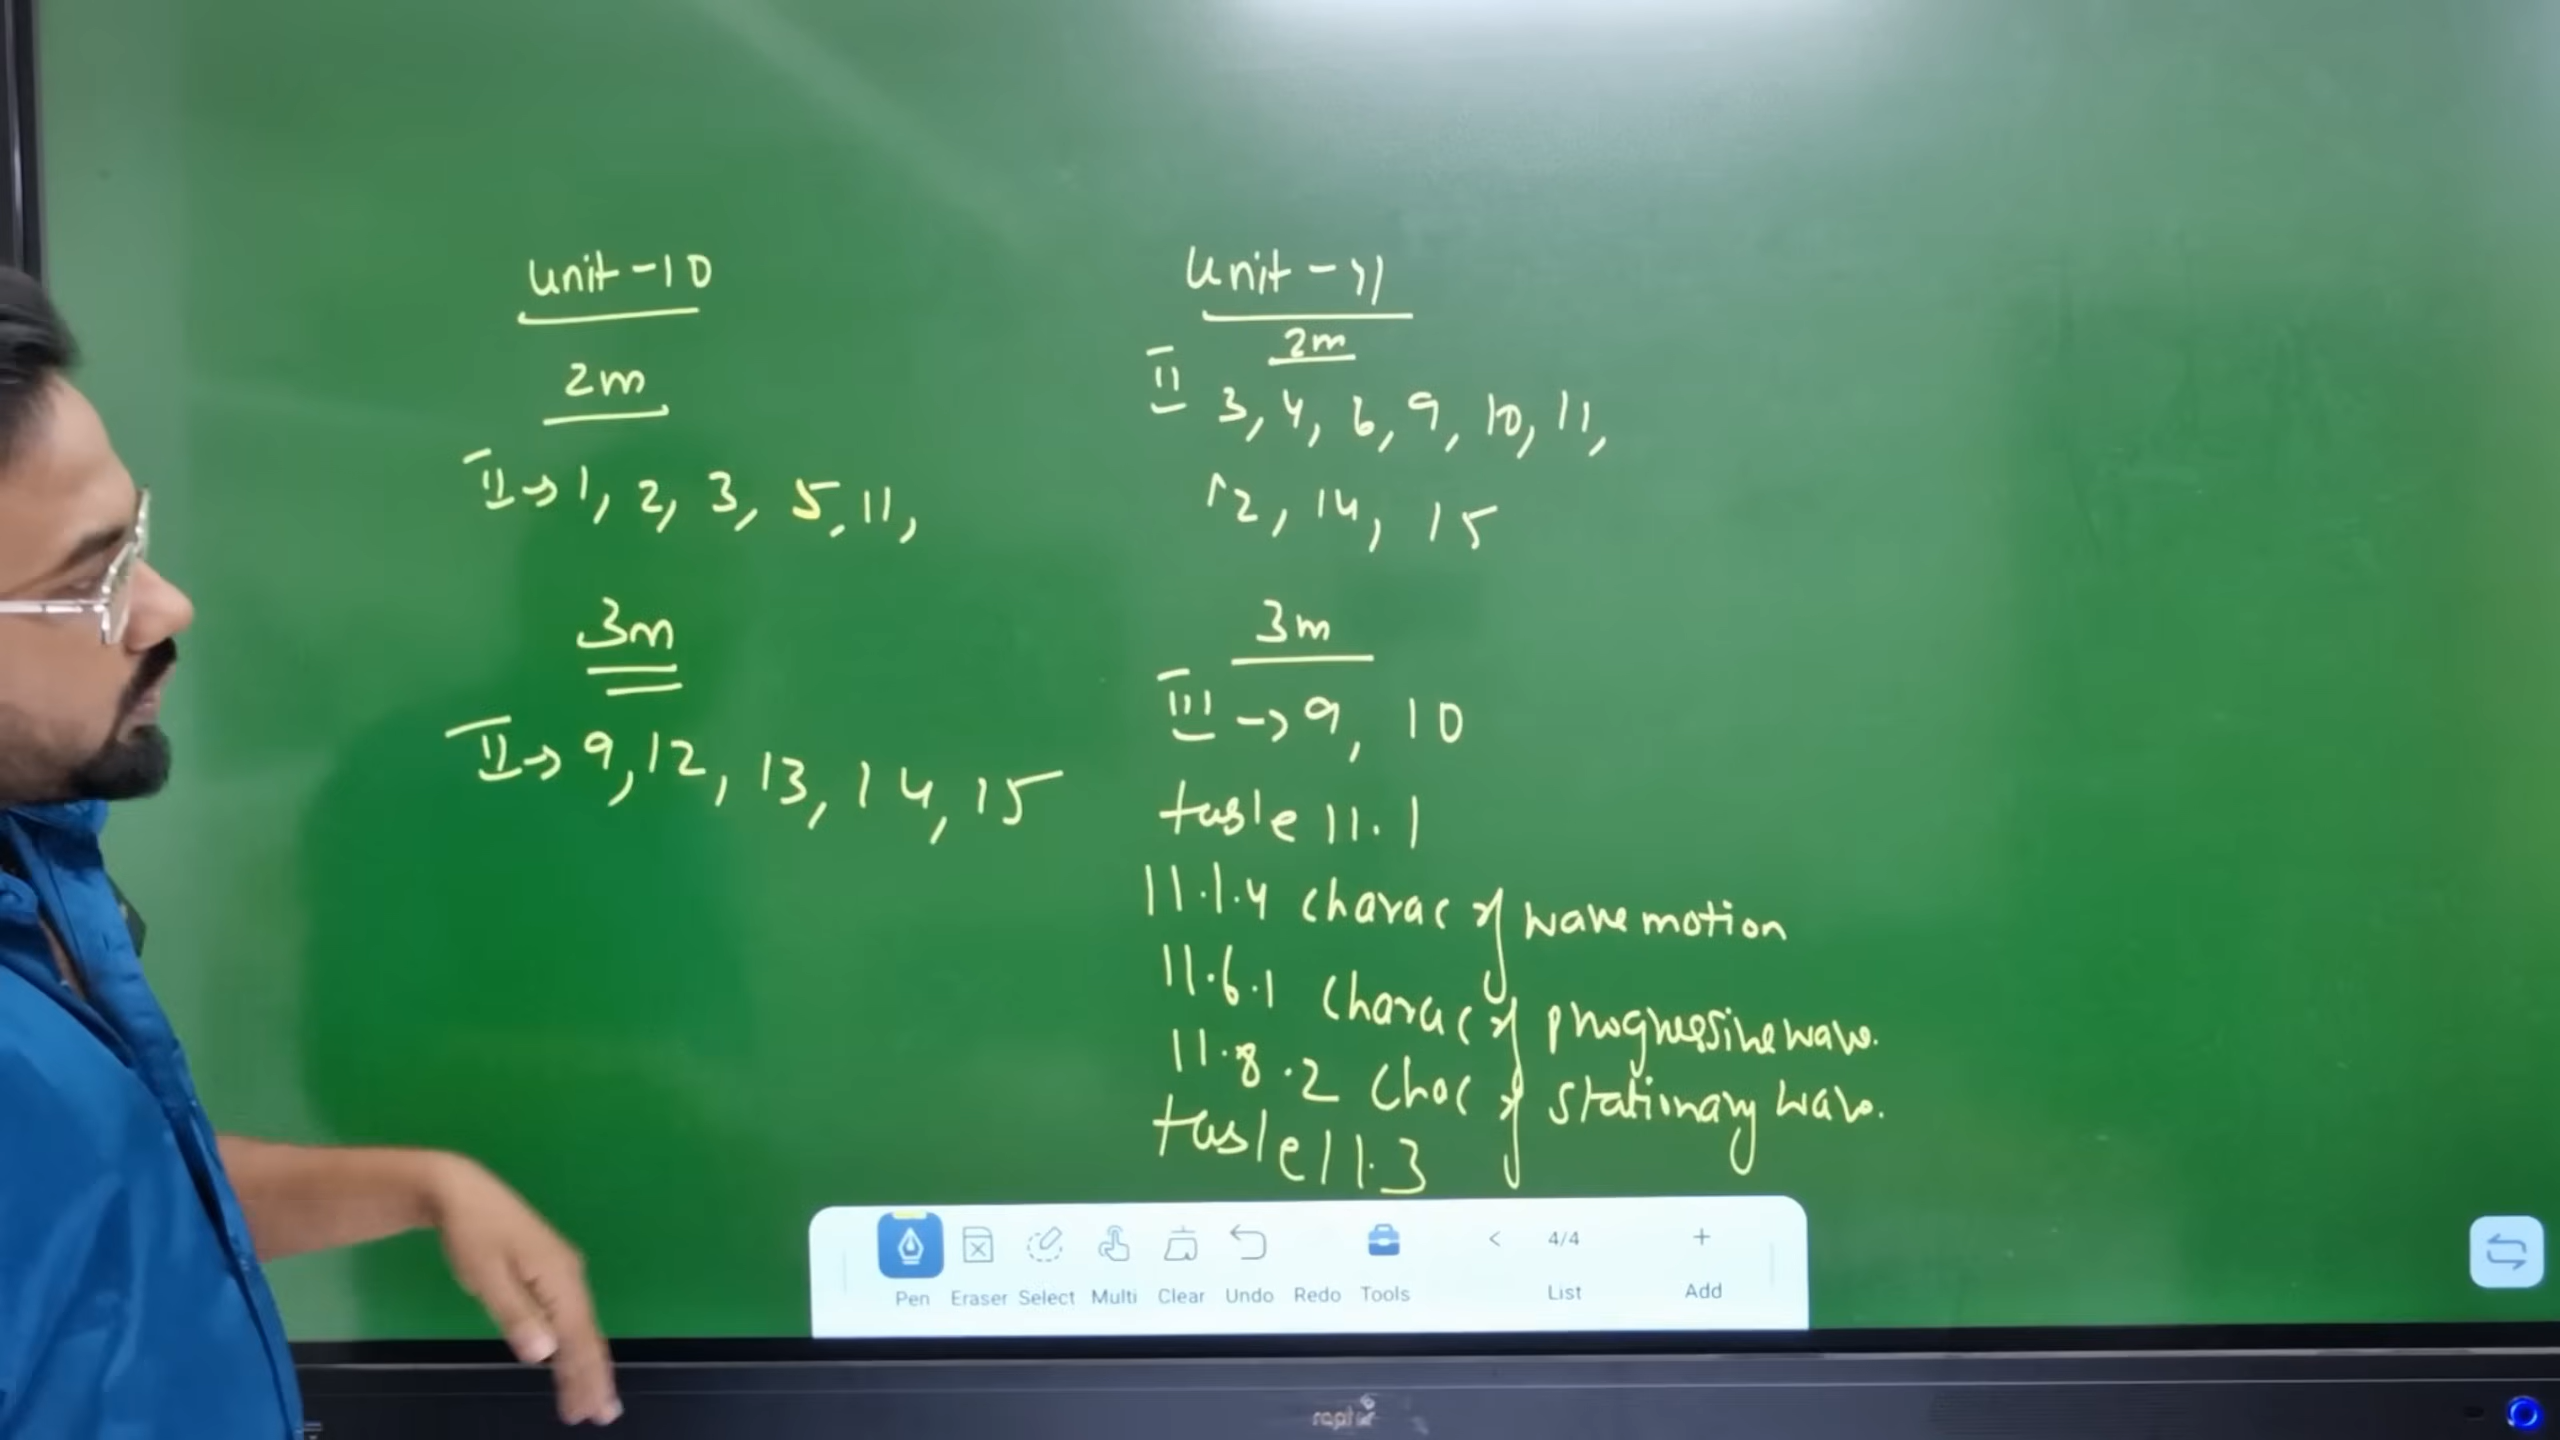 Unit-10
2m
II→1, 2, 3, 5, 11,
3m
II→9, 12, 13, 14, 15
Unit-11
2m
II 3, 4, 6, 9, 10, 11,
12, 14, 15
3m
III→9, 10
table 11.1
11.1.4 Charac of wave motion
11.6.1 Charac of progressive wave.
11.8.2 Chac of stationary wave.
table 11.3
Pen Eraser Select Multi Clear Undo Redo Tools < 4/4 List + Add
raptor